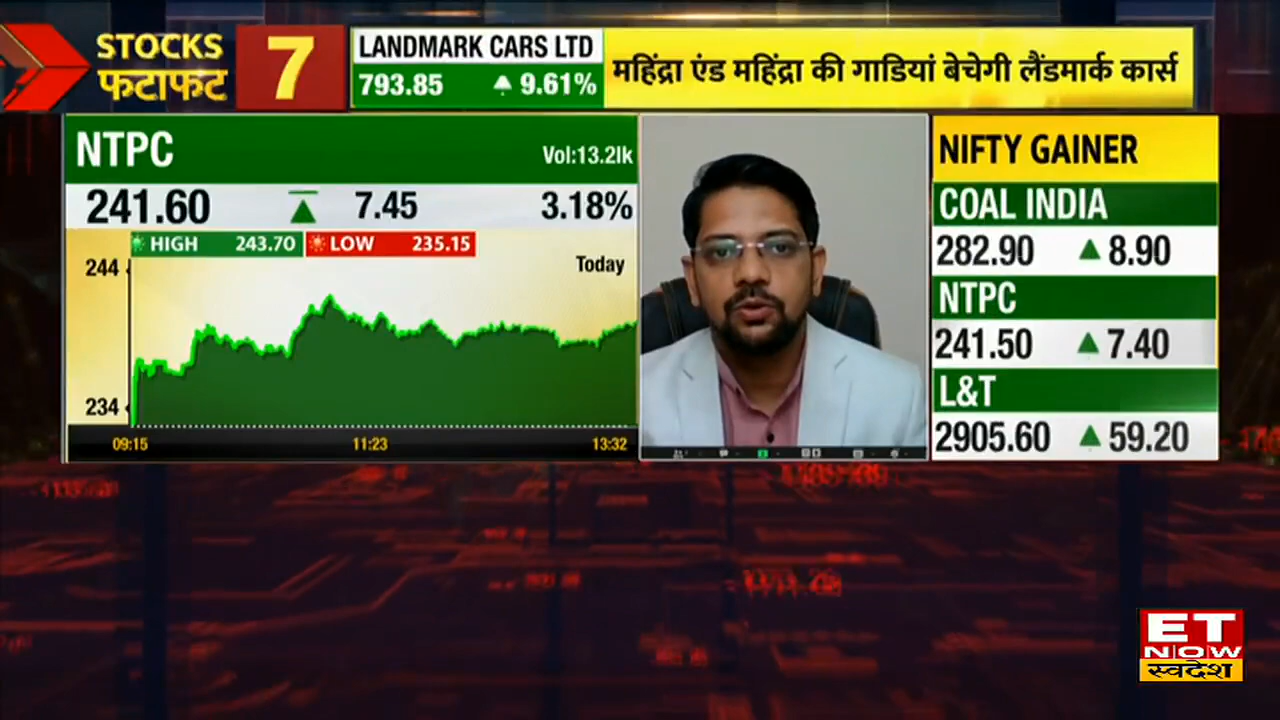 STOCKS
फटाफट
7
LANDMARK CARS LTD
793.85 9.61%
महिंद्रा एंड महिंद्रा की गाडियां बेचेगी लैंडमार्क कार्स
NTPC
Vol:13.2lk
241.60 7.45 3.18%
HIGH 243.70 LOW 235.15
Today
244
234
09:15 11:23 13:32
NIFTY GAINER
COAL INDIA
282.90 8.90
NTPC
241.50 7.40
L&T
2905.60 59.20
ET
NOW
स्वदेश